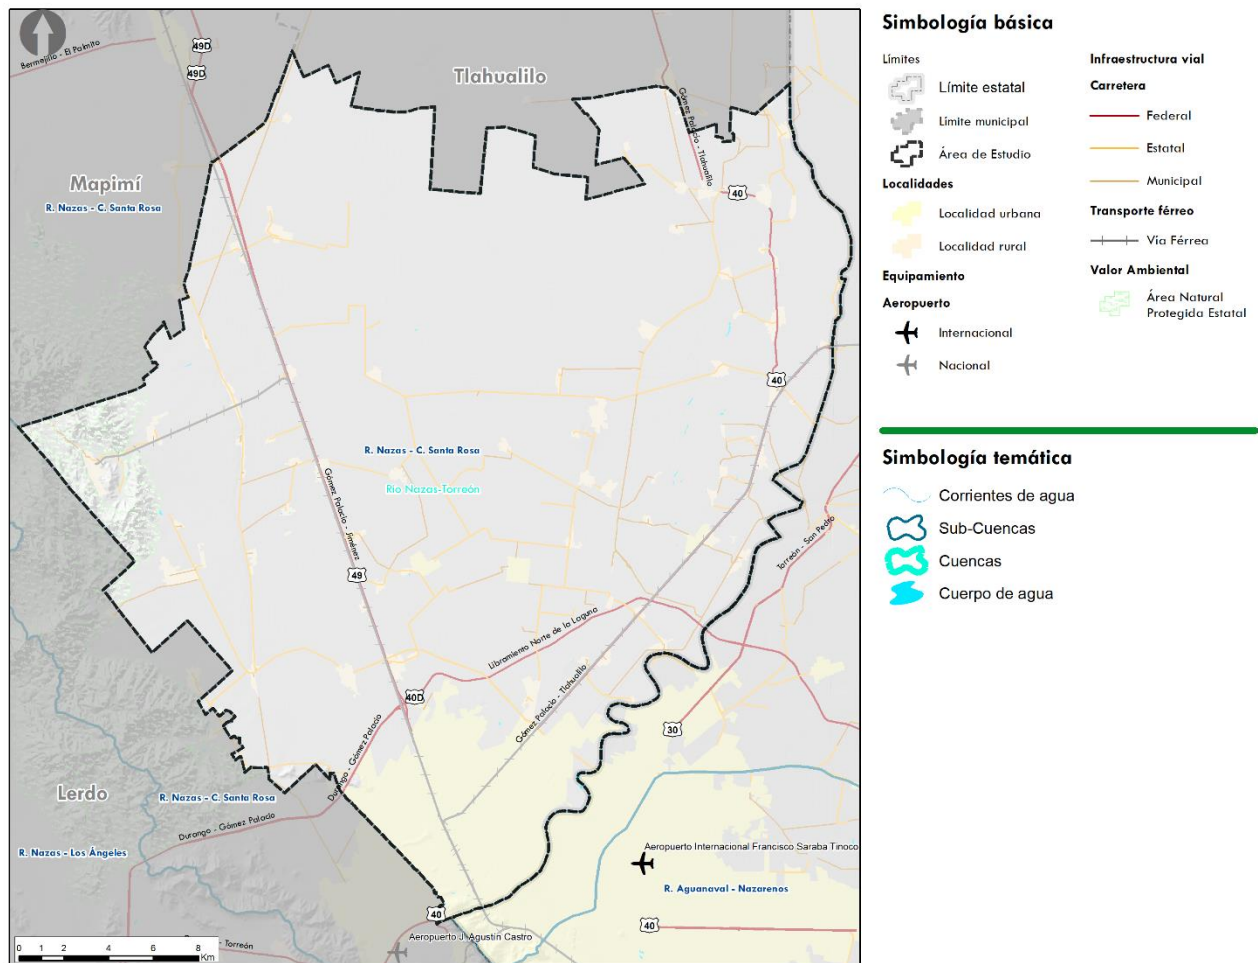 49D
Bermejillo - El Palmito
49D
Tlahualilo
Gómez Palacio - Tlahualilo
40
Mapimí
R. Nazas - C. Santa Rosa
40
R. Nazas - C. Santa Rosa
Río Nazas-Torreón
Gómez Palacio - Jiménez
49
Torreón - San Pedro
Libramiento Norte de la Laguna
40D
Gómez Palacio - Tlahualilo
30
Durango - Gómez Palacio
Lerdo
R. Nazas - C. Santa Rosa
Durango - Gómez Palacio
R. Nazas - Los Ángeles
Aeropuerto Internacional Francisco Saraba Tinoco
R. Aguanaval - Nazarenos
40
40
Aeropuerto J. Agustín Castro
Torreón
0 1 2 4 6 8
Km
Simbología básica
Límites
Límite estatal
Límite municipal
Área de Estudio
Localidades
Localidad urbana
Localidad rural
Equipamiento
Aeropuerto
Internacional
Nacional
Infraestructura vial
Carretera
Federal
Estatal
Municipal
Transporte férreo
Vía Férrea
Valor Ambiental
Área Natural
Protegida Estatal
Simbología temática
Corrientes de agua
Sub-Cuencas
Cuencas
Cuerpo de agua